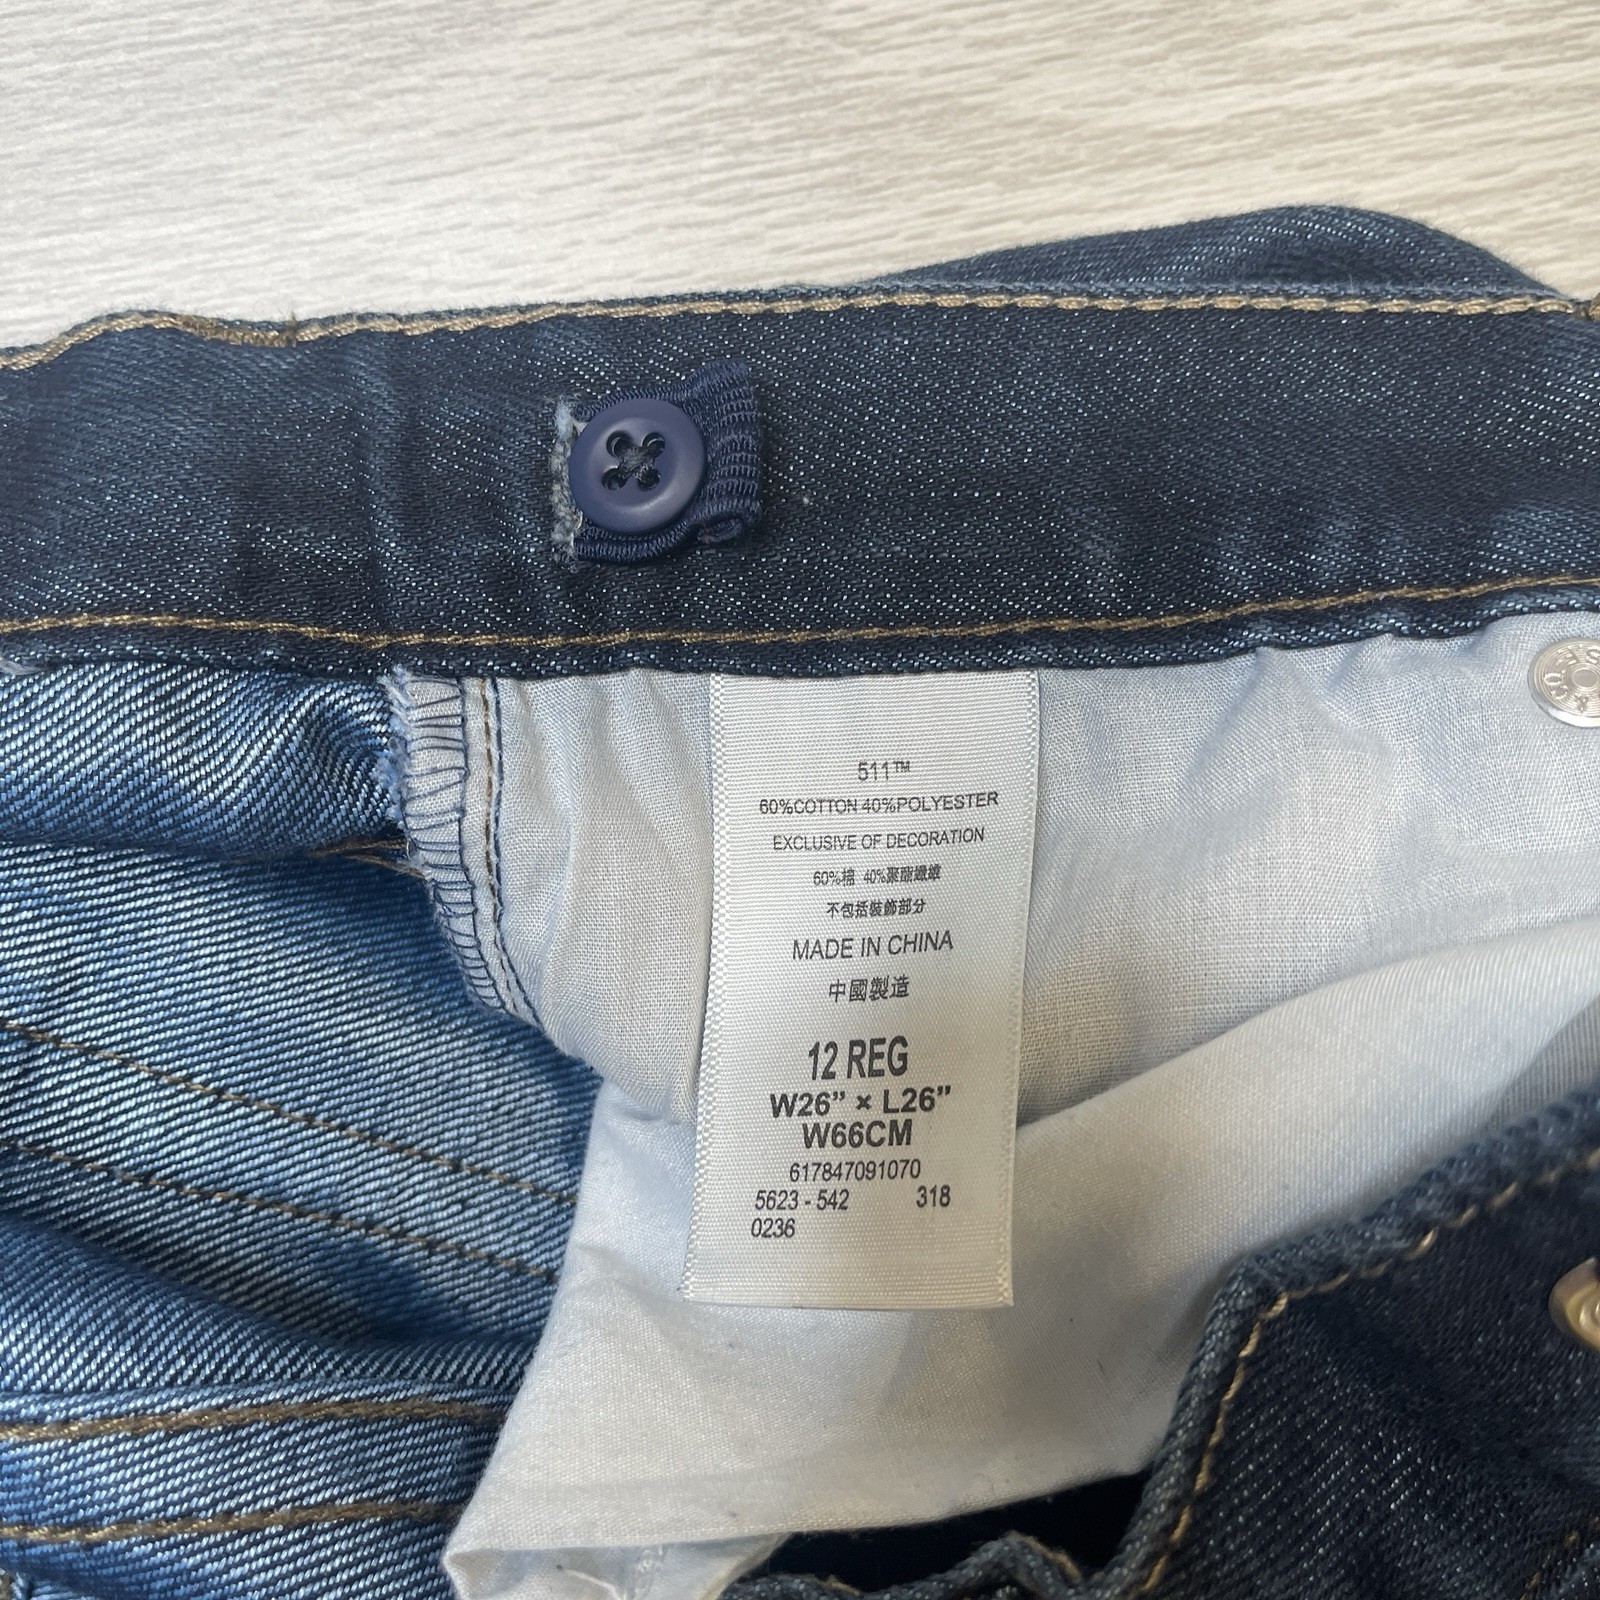 511™
60%COTTON 40%POLYESTER
EXCLUSIVE OF DECORATION
60%棉 40%聚酯纖維
不包括裝飾部分
MADE IN CHINA
中國製造
12 REG
W26” × L26”
W66CM
617847091070
5623 - 542 318
0236
CO.